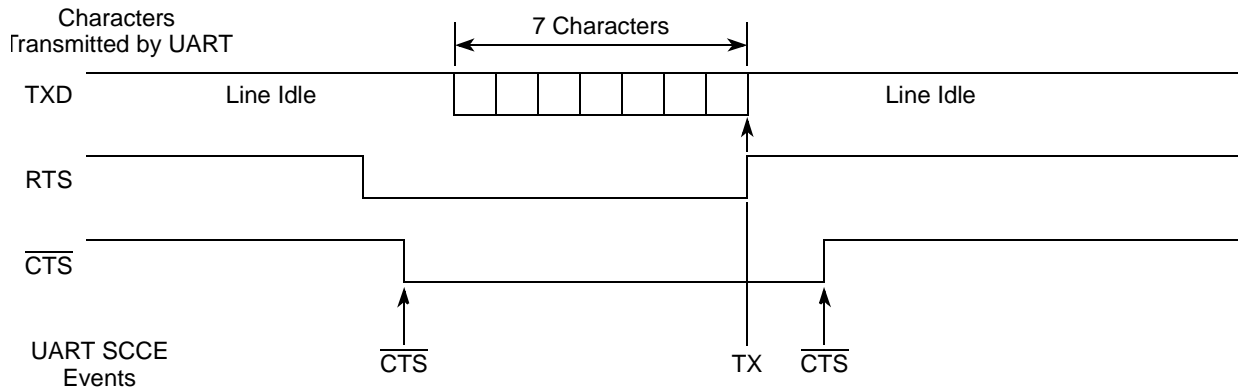 Characters
Transmitted by UART
7 Characters
TXD
Line Idle
Line Idle
RTS
CTS
UART SCCE
Events
CTS
TX
CTS